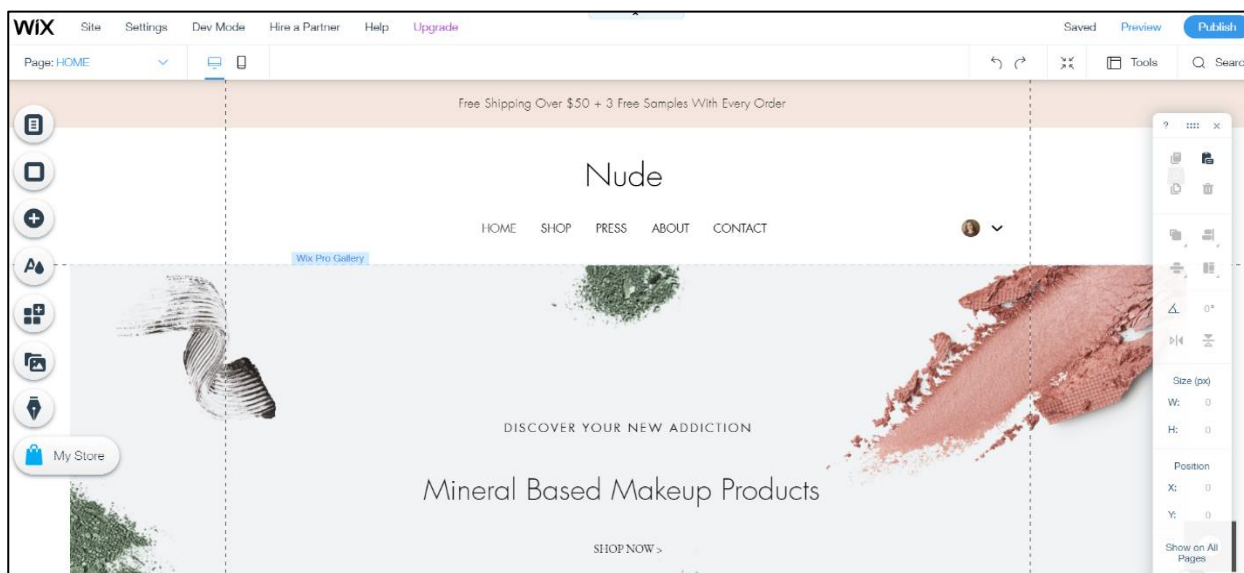 WiX Site Settings Dev Mode Hire a Partner Help Upgrade Saved Preview Publish
Page: HOME Tools
Free Shipping Over $50 + 3 Free Samples With Every Order
? ×
Nude
HOME SHOP PRESS ABOUT CONTACT
Wix Pro Gallery
A
0°
Size (px)
W: 0
H: 0
DISCOVER YOUR NEW ADDICTION
My Store
Position
Mineral Based Makeup Products
X: 0
Y: 0
SHOP NOW >
Show on All
Pages